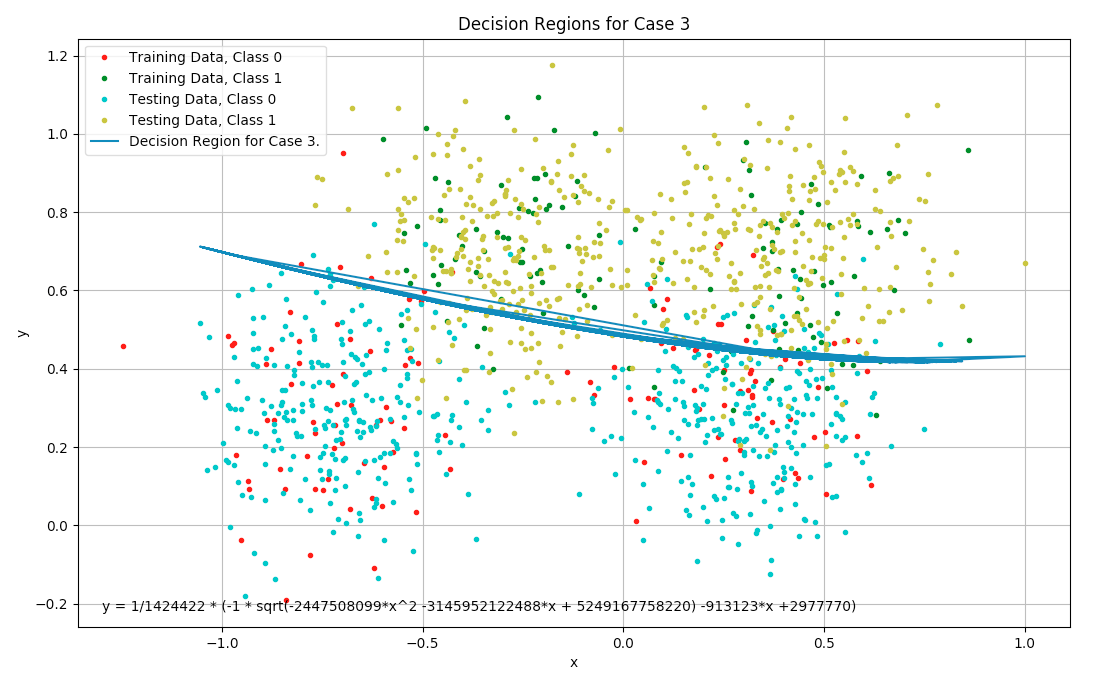 Decision Regions for Case 3
Training Data, Class 0
Training Data, Class 1
Testing Data, Class 0
Testing Data, Class 1
Decision Region for Case 3.
y
1.2
1.0
0.8
0.6
0.4
0.2
0.0
−0.2
y = 1/1424422 * (-1 * sqrt(-2447508099*x^2 -3145952122488*x + 5249167758220) -913123*x +2977770)
−1.0 −0.5 0.0 0.5 1.0
x